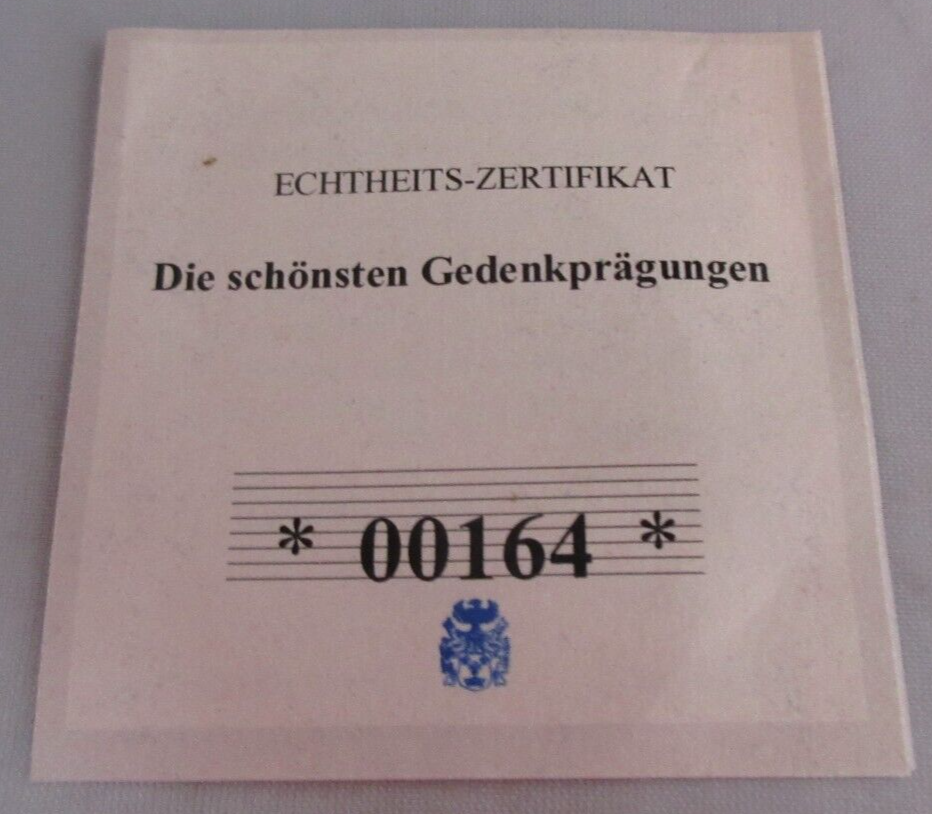 ECHTHEITS-ZERTIFIKAT
Die schönsten Gedenkprägungen
* 00164 *